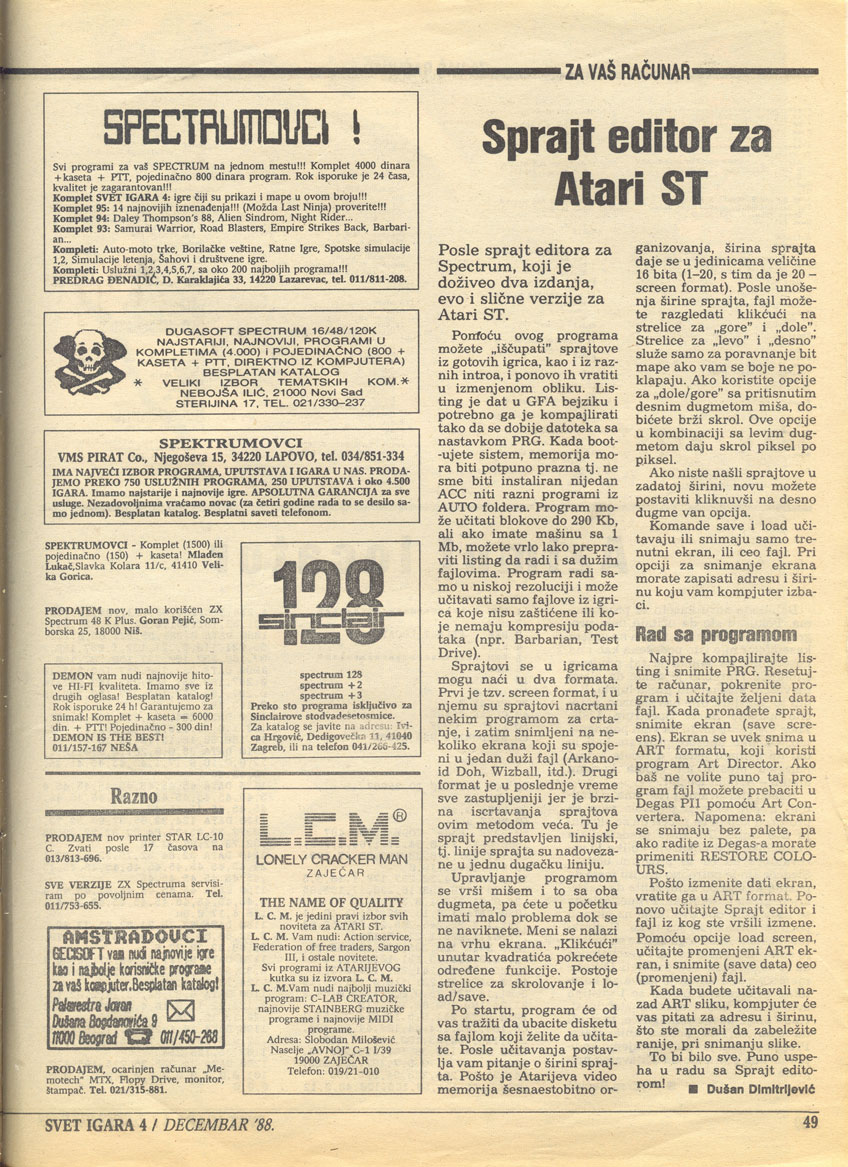 ZA VAŠ RAČUNAR
SPECTRUMOVCI !
Svi programi za vaš SPECTRUM na jednom mestu!!! Komplet 4000 dinara
+kaseta + PTT, pojedinačno 800 dinara program. Rok isporuke je 24 časa,
kvalitet je zagarantovan!!!
Komplet SVET IGARA 4: igre čiji su prikazi i mape u ovom broju!!!
Komplet 95: 14 najnovijih iznenađenja!!! (Možda Last Ninja) proverite!!!
Komplet 94: Daley Thompson's 88, Alien Sindrom, Night Rider...
Komplet 93: Samurai Warrior, Road Blasters, Empire Strikes Back, Barbari-
an...
Kompleti: Auto-moto trke, Borilačke veštine, Ratne Igre, Spotske simulacije
1,2, Simulacije letenja, Šahovi i društvene igre.
Kompleti: Uslužni 1,2,3,4,5,6,7, sa oko 200 najboljih programa!!!
PREDRAG ĐENADIĆ, D. Karaklajića 33, 14220 Lazarevac, tel. 011/811-208.
DUGASOFT SPECTRUM 16/48/120K
NAJSTARIJI, NAJNOVIJI, PROGRAMI U
KOMPLETIMA (4.000) I POJEDINAČNO (800 +
KASETA + PTT, DIREKTNO IZ KOMPJUTERA)
BESPLATAN KATALOG
* VELIKI IZBOR TEMATSKIH KOM.*
NEBOJŠA ILIĆ, 21000 Novi Sad
STERIJINA 17, TEL. 021/330-237
SPEKTRUMOVCI
VMS PIRAT Co., Njegoševa 15, 34220 LAPOVO, tel. 034/851-334
IMA NAJVEĆI IZBOR PROGRAMA, UPUTSTAVA I IGARA U NAS. PRODA-
JEMO PREKO 750 USLUŽNIH PROGRAMA, 250 UPUTSTAVA i oko 4.500
IGARA. Imamo najstarije i najnovije igre. APSOLUTNA GARANCIJA za sve
usluge. Nezadovoljnima vraćamo novac (za četiri godine rada to se desilo sa-
mo jednom). Besplatan katalog. Besplatni saveti telefonom.
SPEKTRUMOVCI - Komplet (1500) ili
pojedinačno (150) + kaseta! Mladen
Lukač,Slavka Kolara 11/c, 41410 Veli-
ka Gorica.
PRODAJEM nov, malo korišćen ZX
Spectrum 48 K Plus. Goran Pejić, Som-
borska 25, 18000 Niš.
DEMON vam nudi najnovije hito-
ve HI-FI kvaliteta. Imamo sve iz
drugih oglasa! Besplatan katalog!
Rok isporuke 24 h! Garantujemo za
snimak! Komplet + kaseta = 6000
din. + PTT! Pojedinačno - 300 din!
DEMON IS THE BEST!
011/157-167 NEŠA
128
sinclair
spectrum 128
spectrum +2
spectrum +3
Preko sto programa isključivo za
Sinclairove stodvadesetosmice.
Za katalog se javite na adresu: Ivi-
ca Hrgović, Dedigovečka 11, 41040
Zagreb, ili na telefon 041/266-425.
Razno
PRODAJEM nov printer STAR LC-10
C. Zvati posle 17 časova na
013/813-696.
SVE VERZIJE ZX Spectruma servisi-
ram po povoljnim cenama. Tel.
011/753-655.
AMSTRADOVCI
GECISOFT vam nudi najnovije igre
kao i najbolje korisničke programe
za vaš kompjuter.Besplatan katalog!
Palavestra Jovan
Dušana Bogdanovića 9
11000 Beograd 011/450-268
PRODAJEM, ocarinjen računar „Me-
motech" MTX, Flopy Drive, monitor,
štampač. Tel. 021/315-881.
L.C.M.®
LONELY CRACKER MAN
ZAJEČAR
THE NAME OF QUALITY
L. C. M. je jedini pravi izbor svih
noviteta za ATARI ST.
L. C. M. Vam nudi: Action service,
Federation of free traders, Sargon
III, i ostale novitete.
Svi programi iz ATARIJEVOG
kutka su iz izvora L. C. M.
L. C. M.Vam nudi najbolji muzički
program: C-LAB CREATOR,
najnovije STAINBERG muzičke
programe i najnovije MIDI
programe.
Adresa: Slobodan Milošević
Naselje „AVNOJ" C-1 1/39
19000 ZAJEČAR
Telefon: 019/21-010
Sprajt editor za
Atari ST
Posle sprajt editora za
Spectrum, koji je
doživeo dva izdanja,
evo i slične verzije za
Atari ST.
Pomoću ovog programa
možete „iščupati" sprajtove
iz gotovih igrica, kao i iz raz-
nih introa, i ponovo ih vratiti
u izmenjenom obliku. Lis-
ting je dat u GFA bejziku i
potrebno ga je kompajlirati
tako da se dobije datoteka sa
nastavkom PRG. Kada boot-
ujete sistem, memorija mo-
ra biti potpuno prazna tj. ne
sme biti instaliran nijedan
ACC niti razni programi iz
AUTO foldera. Program mo-
že učitati blokove do 290 Kb,
ali ako imate mašinu sa 1
Mb, možete vrlo lako prepra-
viti listing da radi i sa dužim
fajlovima. Program radi sa-
mo u niskoj rezoluciji i može
učitavati samo fajlove iz igri-
ca koje nisu zaštićene ili ko-
je nemaju kompresiju poda-
taka (npr. Barbarian, Test
Drive).
Sprajtovi se u igricama
mogu naći u dva formata.
Prvi je tzv. screen format, i u
njemu su sprajtovi nacrtani
nekim programom za crta-
nje, i zatim snimljeni na ne-
koliko ekrana koji su spoje-
ni u jedan duži fajl (Arkano-
id Doh, Wizball, itd.). Drugi
format je u poslednje vreme
sve zastupljeniji jer je brzi-
na iscrtavanja sprajtova
ovim metodom veća. Tu je
sprajt predstavljen linijski,
tj. linije sprajta su nadoveza-
ne u jednu dugačku liniju.
Upravljanje programom
se vrši mišem i to sa oba
dugmeta, pa ćete u početku
imati malo problema dok se
ne naviknete. Meni se nalazi
na vrhu ekrana. „Klikćući"
unutar kvadratića pokrećete
određene funkcije. Postoje
strelice za skrolovanje i lo-
ad/save.
Po startu, program će od
vas tražiti da ubacite disketu
sa fajlom koji želite da učita-
te. Posle učitavanja postav-
lja vam pitanje o širini spraj-
ta. Pošto je Atarijeva video
memorija šesnaestobitno or-
ganizovanja, širina sprajta
daje se u jedinicama veličine
16 bita (1-20, s tim da je 20 –
screen format). Posle unoše-
nja širine sprajta, fajl može-
te razgledati klikćući na
strelice za „gore" i „dole".
Strelice za „levo" i „desno"
služe samo za poravnanje bit
mape ako vam se boje ne po-
klapaju. Ako koristite opcije
za „dole/gore" sa pritisnutim
desnim dugmetom miša, do-
bićete brži skrol. Ove opcije
u kombinaciji sa levim dug-
metom daju skrol piksel po
piksel.
Ako niste našli sprajtove u
zadatoj širini, novu možete
postaviti kliknuvši na desno
dugme van opcija.
Komande save i load uči-
tavaju ili snimaju samo tre-
nutni ekran, ili ceo fajl. Pri
opciji za snimanje ekrana
morate zapisati adresu i širi-
nu koju vam kompjuter izba-
ci.
Rad sa programom
Najpre kompajlirajte lis-
ting i snimite PRG. Resetuj-
te računar, pokrenite pro-
gram i učitajte željeni data
fajl. Kada pronađete sprajt,
snimite ekran (save scre-
ens). Ekran se uvek snima u
ART formatu, koji koristi
program Art Director. Ako
baš ne volite puno taj pro-
gram fajl možete prebaciti u
Degas PI1 pomoću Art Con-
vertera. Napomena: ekrani
se snimaju bez palete, pa
ako radite iz Degas-a morate
primeniti RESTORE COLO-
URS.
Pošto izmenite dati ekran,
vratite ga u ART format. Po-
novo učitajte Sprajt editor i
fajl iz kog ste vršili izmene.
Pomoću opcije load screen,
učitajte promenjeni ART ek-
ran, i snimite (save data) ceo
(promenjeni) fajl.
Kada budete učitavali na-
zad ART sliku, kompjuter će
vas pitati za adresu i širinu,
što ste morali da zabeležite
ranije, pri snimanju slike.
To bi bilo sve. Puno uspe-
ha u radu sa Sprajt edito-
rom! ■ Dušan Dimitrijević
SVET IGARA 4 / DECEMBAR '88.
49